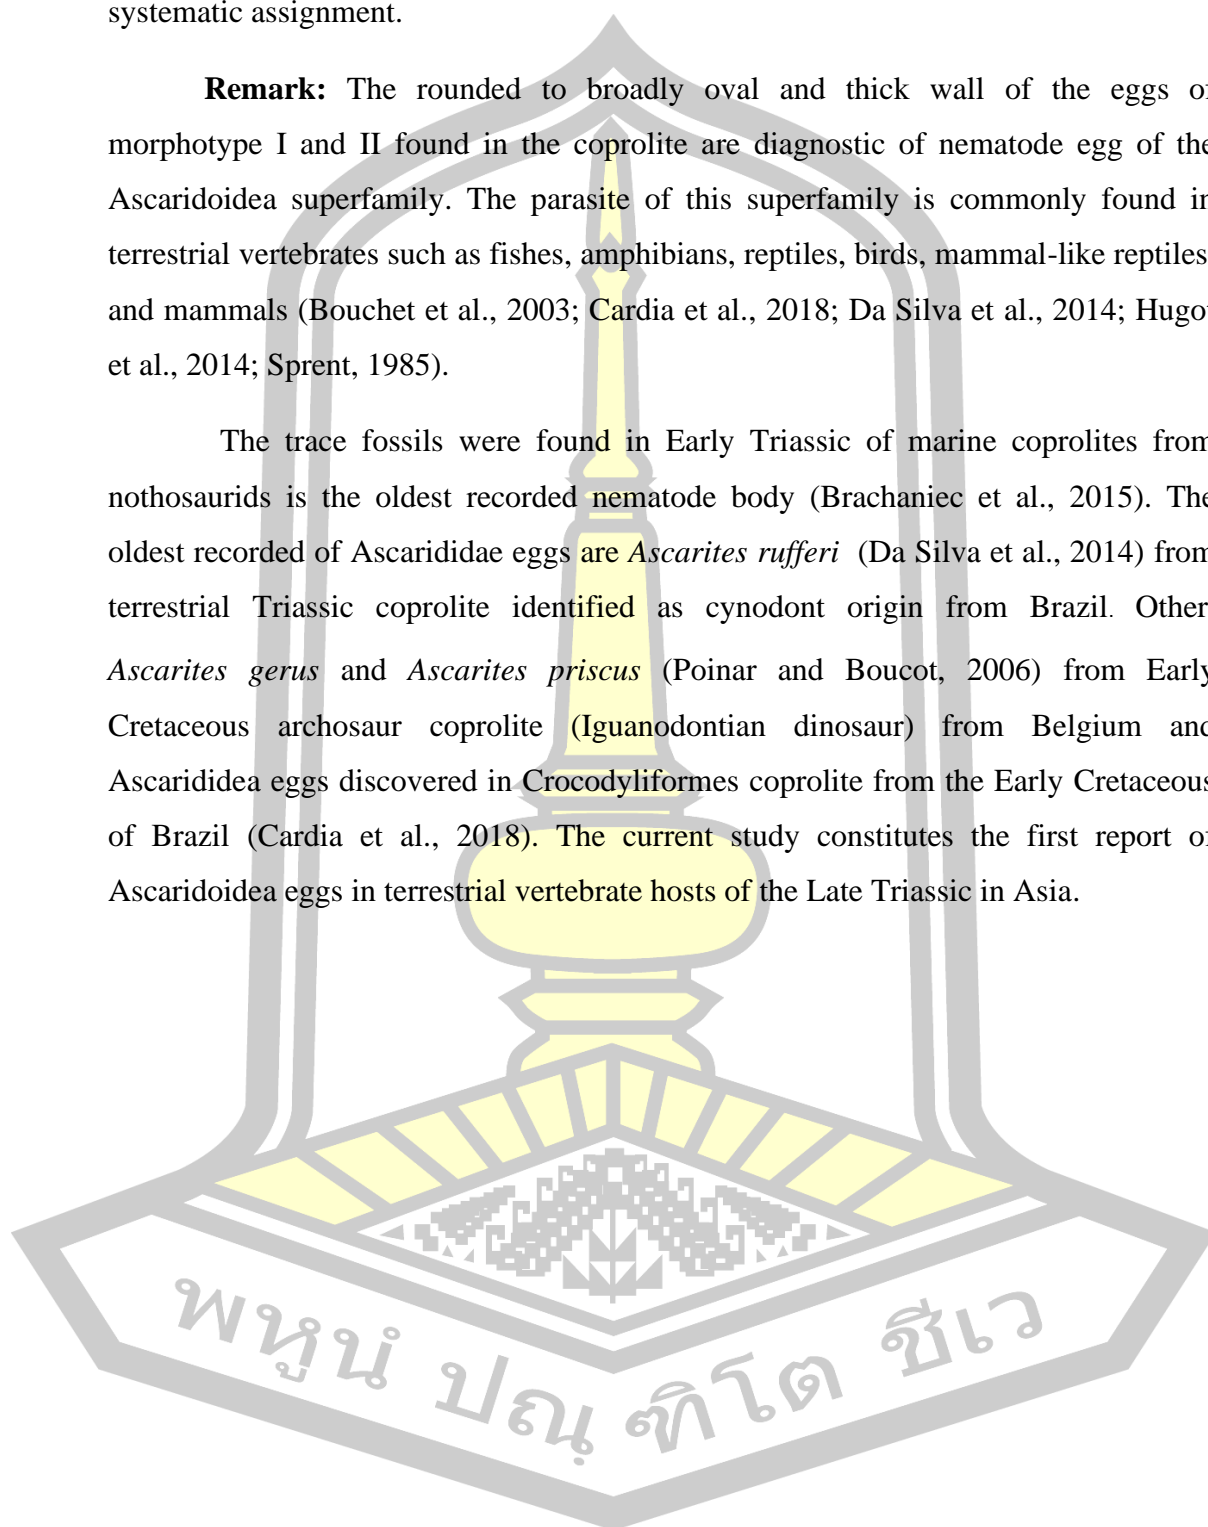 systematic assignment.
Remark: The rounded to broadly oval and thick wall of the eggs of
morphotype I and II found in the coprolite are diagnostic of nematode egg of the
Ascaridoidea superfamily. The parasite of this superfamily is commonly found in
terrestrial vertebrates such as fishes, amphibians, reptiles, birds, mammal-like reptiles
and mammals (Bouchet et al., 2003; Cardia et al., 2018; Da Silva et al., 2014; Hugot
et al., 2014; Sprent, 1985).
The trace fossils were found in Early Triassic of marine coprolites from
nothosaurids is the oldest recorded nematode body (Brachaniec et al., 2015). The
oldest recorded of Ascarididae eggs are Ascarites rufferi (Da Silva et al., 2014) from
terrestrial Triassic coprolite identified as cynodont origin from Brazil. Other
Ascarites gerus and Ascarites priscus (Poinar and Boucot, 2006) from Early
Cretaceous archosaur coprolite (Iguanodontian dinosaur) from Belgium and
Ascarididea eggs discovered in Crocodyliformes coprolite from the Early Cretaceous
of Brazil (Cardia et al., 2018). The current study constitutes the first report of
Ascaridoidea eggs in terrestrial vertebrate hosts of the Late Triassic in Asia.
พหูนํ ปณฺฑิโต ชีเว